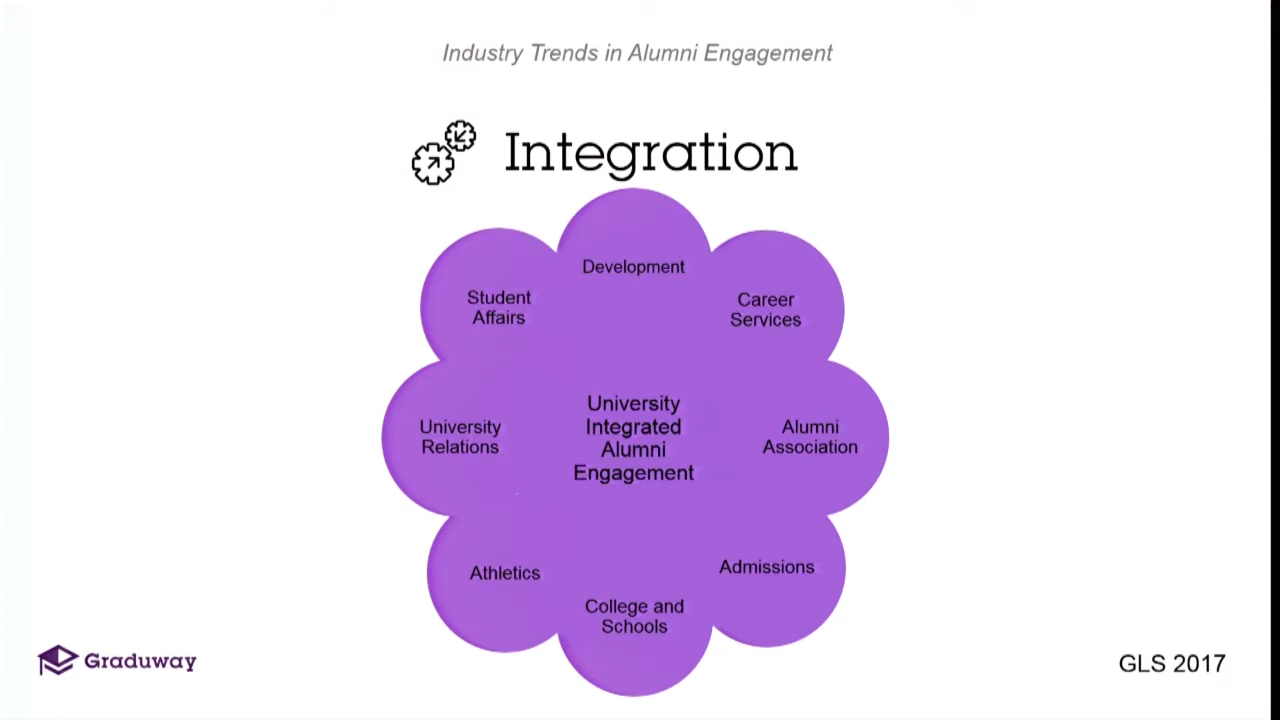 Industry Trends in Alumni Engagement
Integration
Development
Student
Affairs
Career
Services
University
Relations
University
Integrated
Alumni
Engagement
Alumni
Association
Athletics
Admissions
College and
Schools
Graduway
GLS 2017